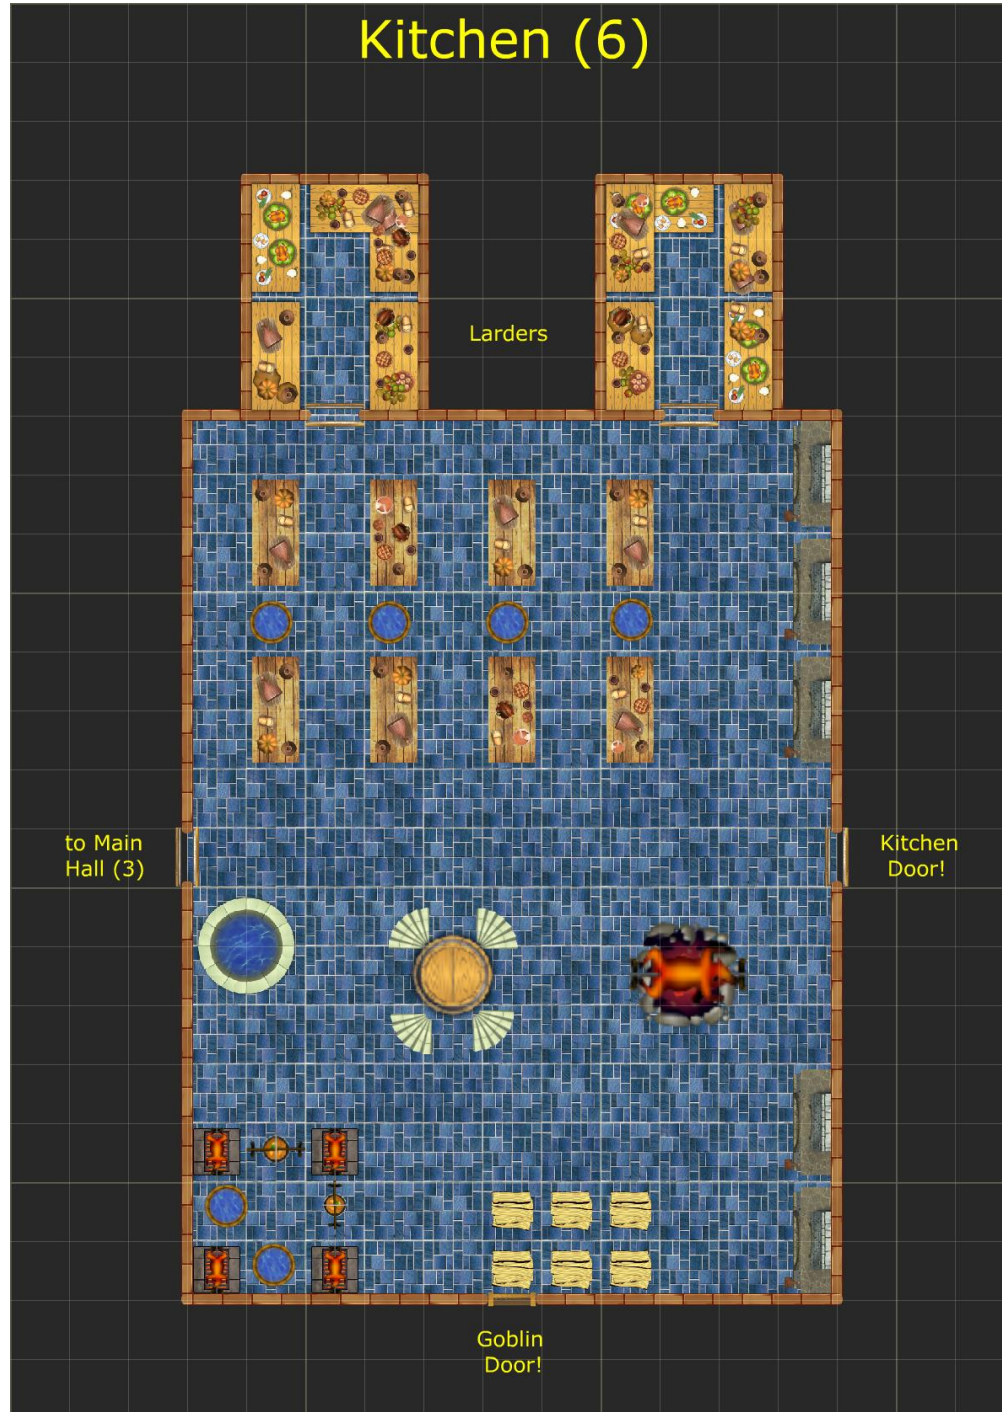 Kitchen (6)
Larders
to Main
Hall (3)
Kitchen
Door!
Goblin
Door!